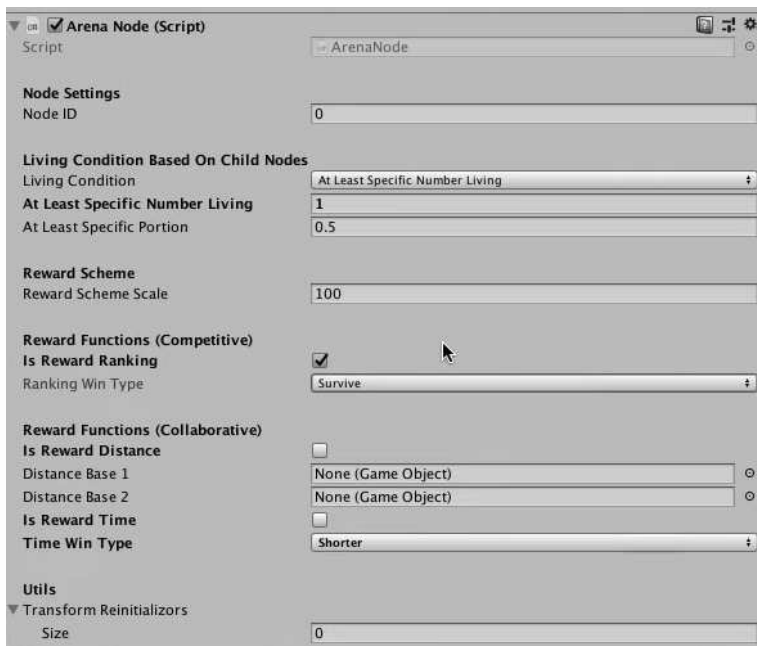 Arena Node (Script)
Script ArenaNode
Node Settings
Node ID 0
Living Condition Based On Child Nodes
Living Condition At Least Specific Number Living
At Least Specific Number Living 1
At Least Specific Portion 0.5
Reward Scheme
Reward Scheme Scale 100
Reward Functions (Competitive)
Is Reward Ranking
Ranking Win Type Survive
Reward Functions (Collaborative)
Is Reward Distance
Distance Base 1 None (Game Object)
Distance Base 2 None (Game Object)
Is Reward Time
Time Win Type Shorter
Utils
Transform Reinitializors
Size 0